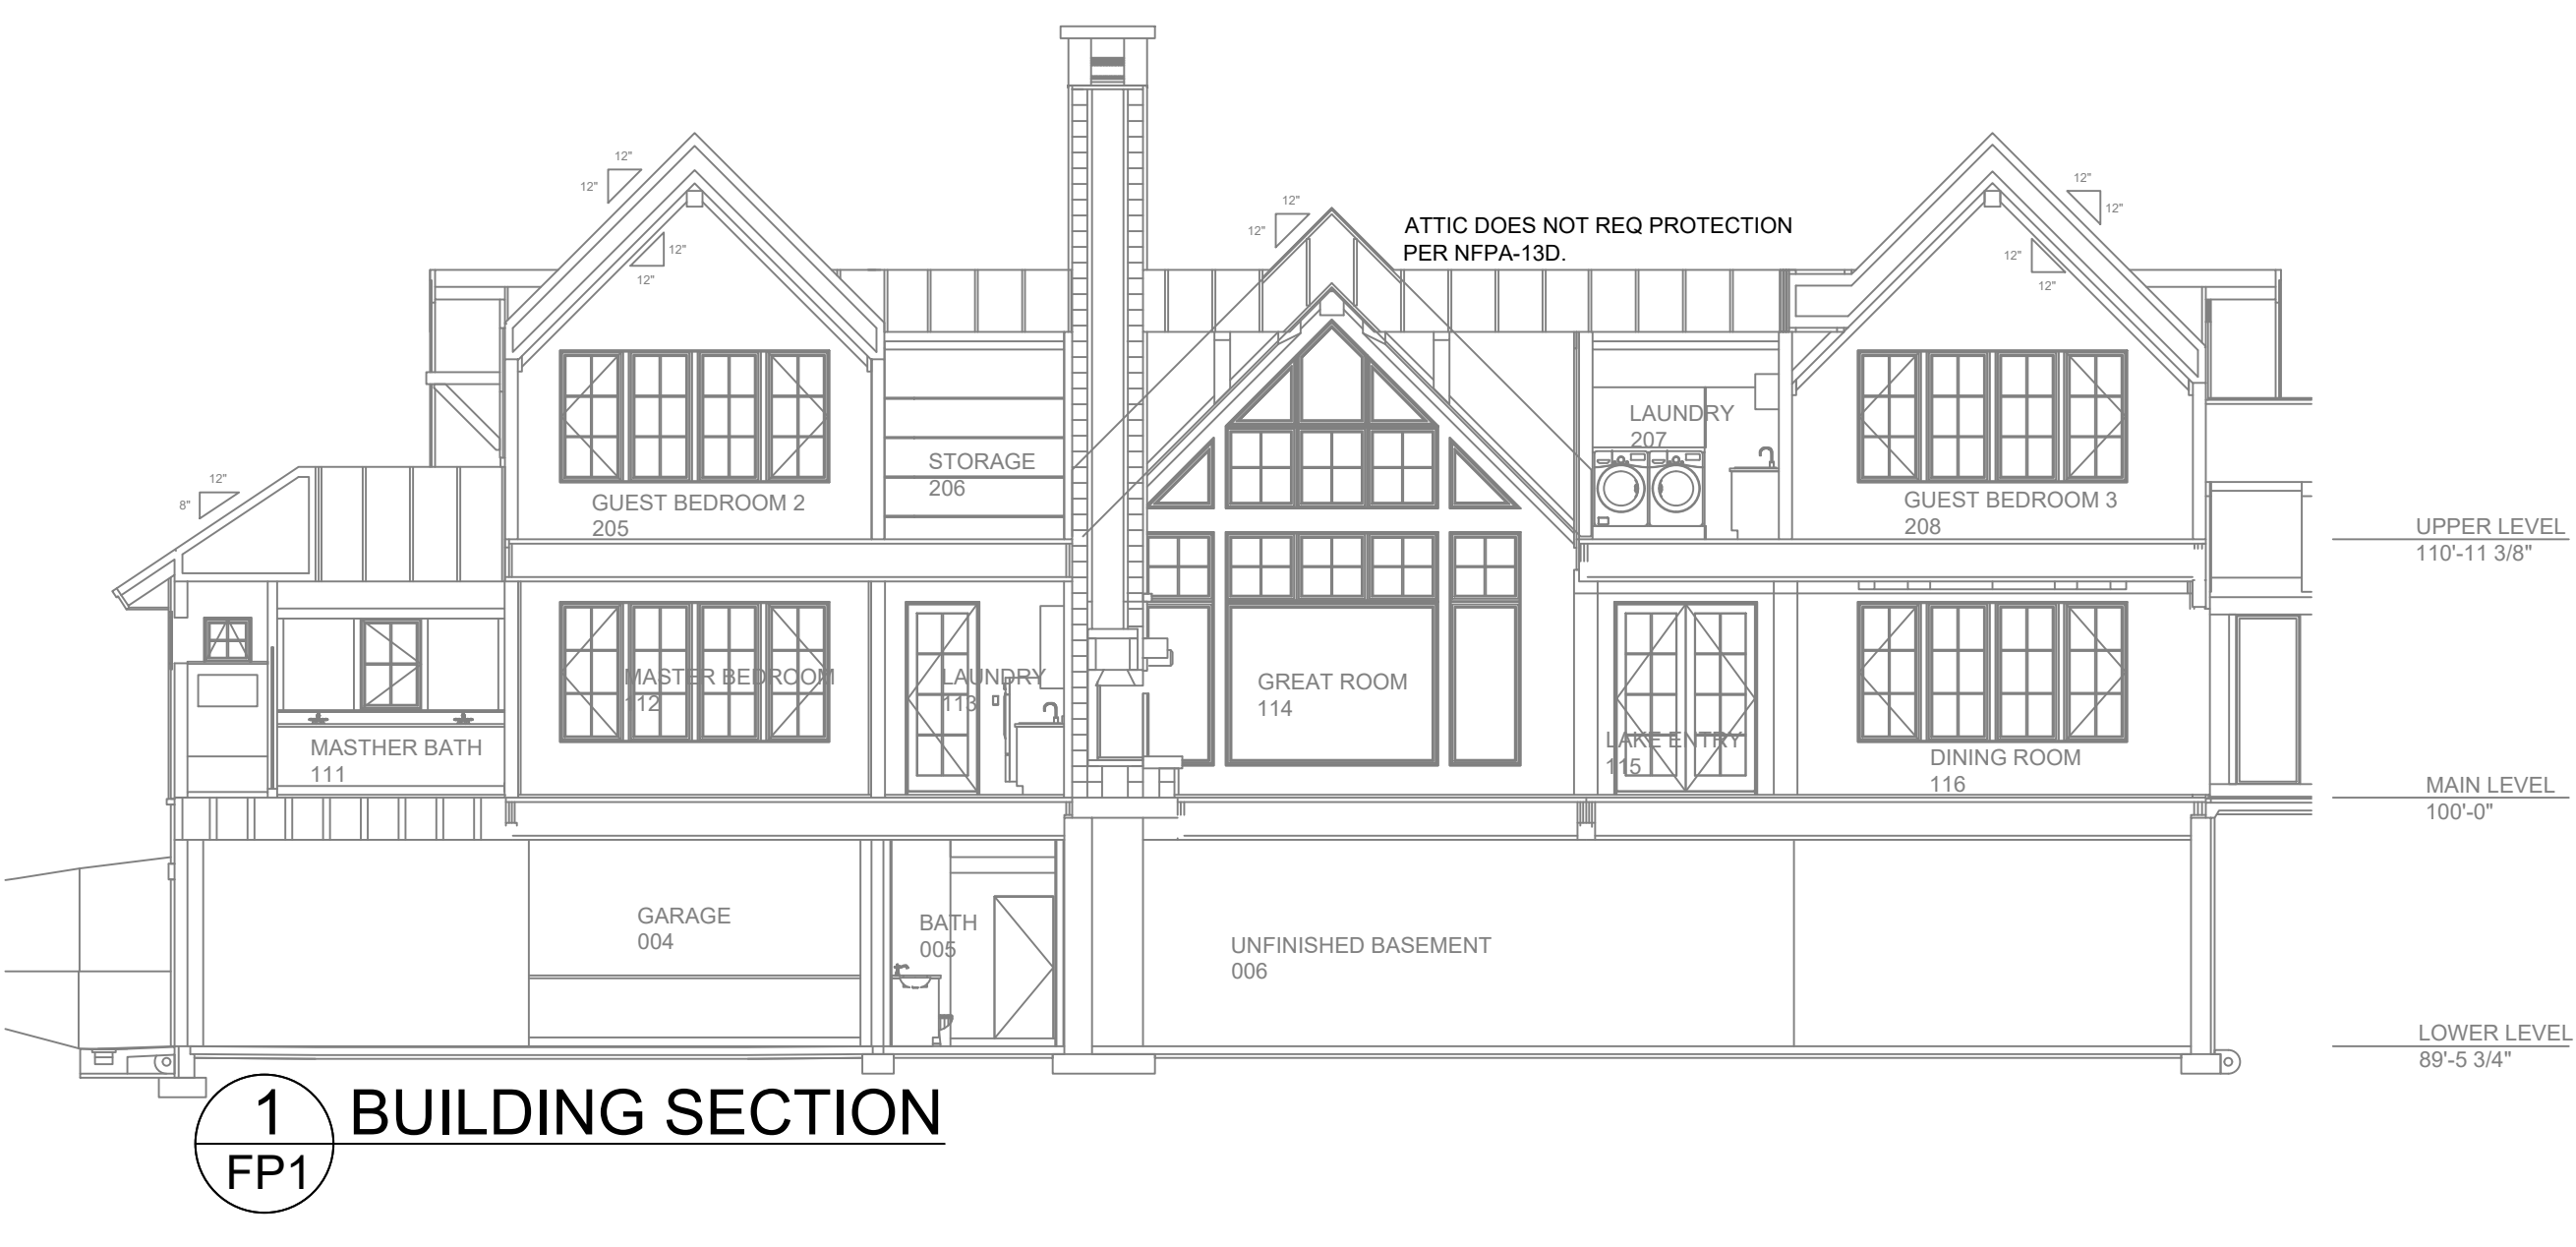 12"
12"
12"
12"
12"
12"
ATTIC DOES NOT REQ PROTECTION
PER NFPA-13D.
12"
12"
12"
12"
12"
8"
LAUNDRY
207
STORAGE
206
GUEST BEDROOM 2
205
GUEST BEDROOM 3
208
UPPER LEVEL
110'-11 3/8"
MASTER BEDROOM
112
LAUNDRY
113
GREAT ROOM
114
LAKE ENTRY
115
MASTHER BATH
111
DINING ROOM
116
MAIN LEVEL
100'-0"
GARAGE
004
BATH
005
UNFINISHED BASEMENT
006
LOWER LEVEL
89'-5 3/4"
1
BUILDING SECTION
FP1